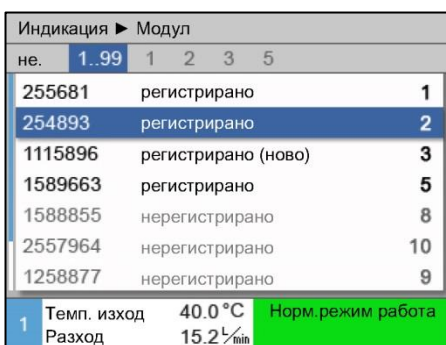 Индикация ► Модул
не. 1..99 1 2 3 5
255681 регистрирано 1
254893 регистрирано 2
1115896 регистрирано (ново) 3
1589663 регистрирано 5
1588855 нерегистрирано 8
2557964 нерегистрирано 10
1258877 нерегистрирано 9
1 Темп. изход 40.0 °C Норм.режим работа
Разход 15.2 L/min